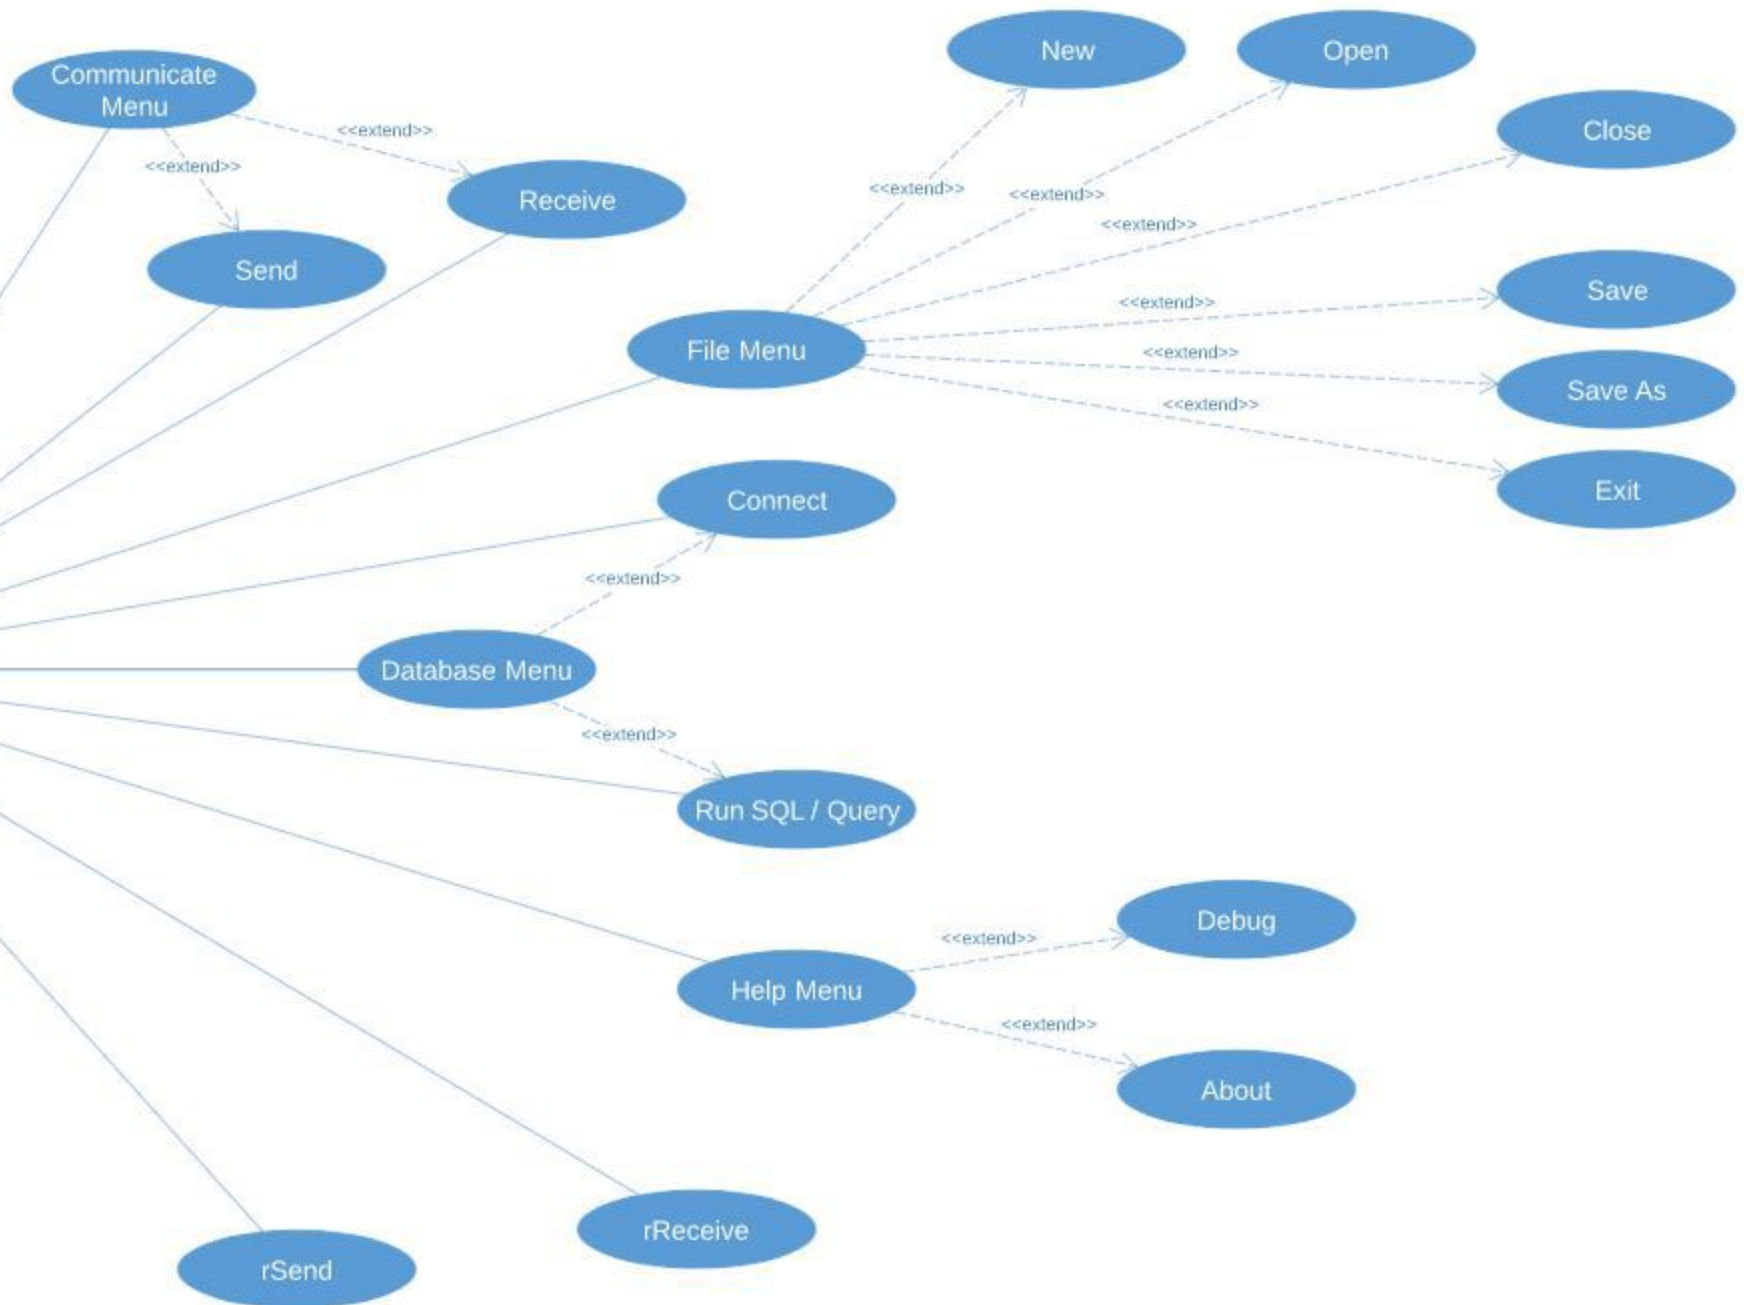 New
Open
Communicate
Menu
Close
<<extend>>
<<extend>>
Receive
<<extend>>
<<extend>>
<<extend>>
Send
Save
<<extend>>
File Menu
<<extend>>
Save As
<<extend>>
Exit
Connect
<<extend>>
Database Menu
<<extend>>
Run SQL / Query
Debug
<<extend>>
Help Menu
<<extend>>
About
rReceive
rSend